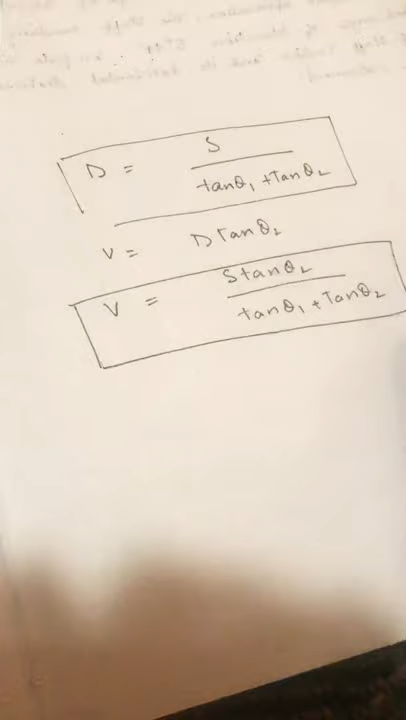 D = S / tanθ₁ + Tanθ₂
V = D Tanθ₂
V = S tanθ₂ / tanθ₁ + Tanθ₂